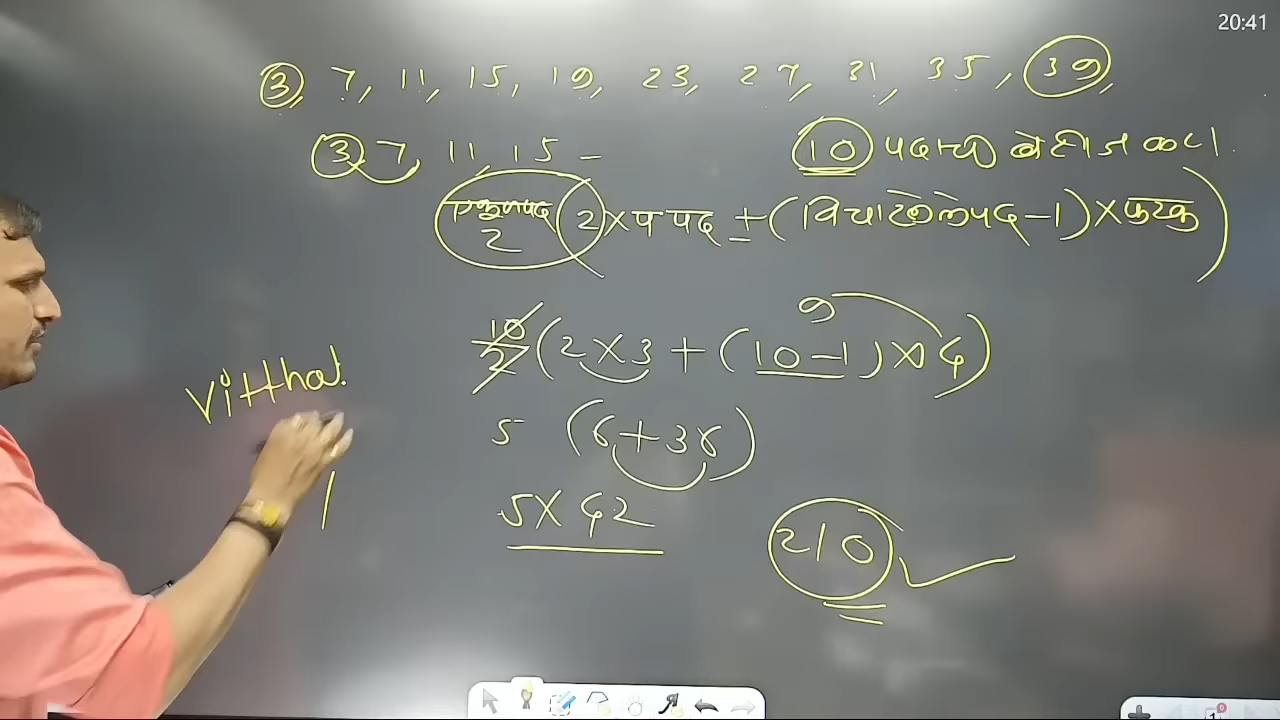 20:41
3, 7, 11, 15, 19, 23, 27, 31, 35, 39,
3, 7, 11, 15 – 10 पदांची बेरीज करा.
एकूणपद/2 (2 × प पद ± (विचारलेलेपद – 1) × फरक)
10/2 (2 × 3 + (10 – 1) × 4) 9
5 (6 + 36)
Vitthal
5 × 42
210